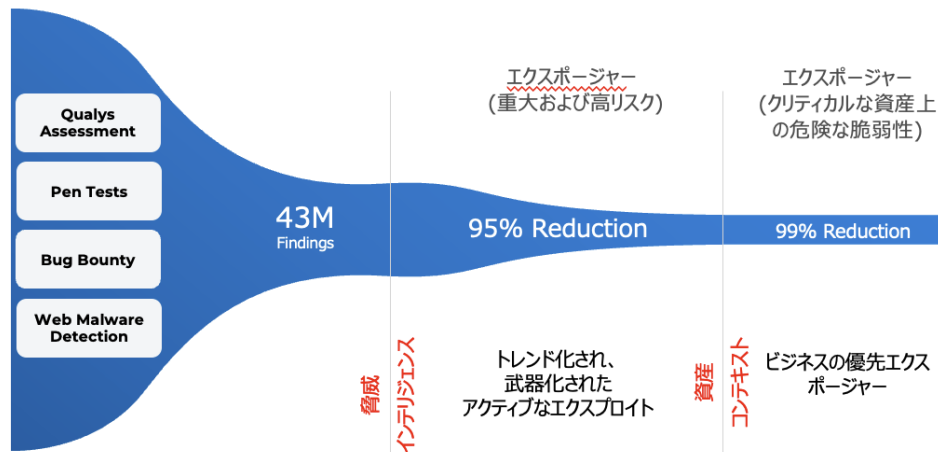 Qualys
Assessment
Pen Tests
Bug Bounty
Web Malware
Detection
43M
Findings
脅威
インテリジェンス
エクスポージャー
(重大および高リスク)
95% Reduction
トレンド化され、
武器化された
アクティブなエクスプロイト
資産
コンテキスト
エクスポージャー
(クリティカルな資産上
の危険な脆弱性)
99% Reduction
ビジネスの優先エクス
ポージャー